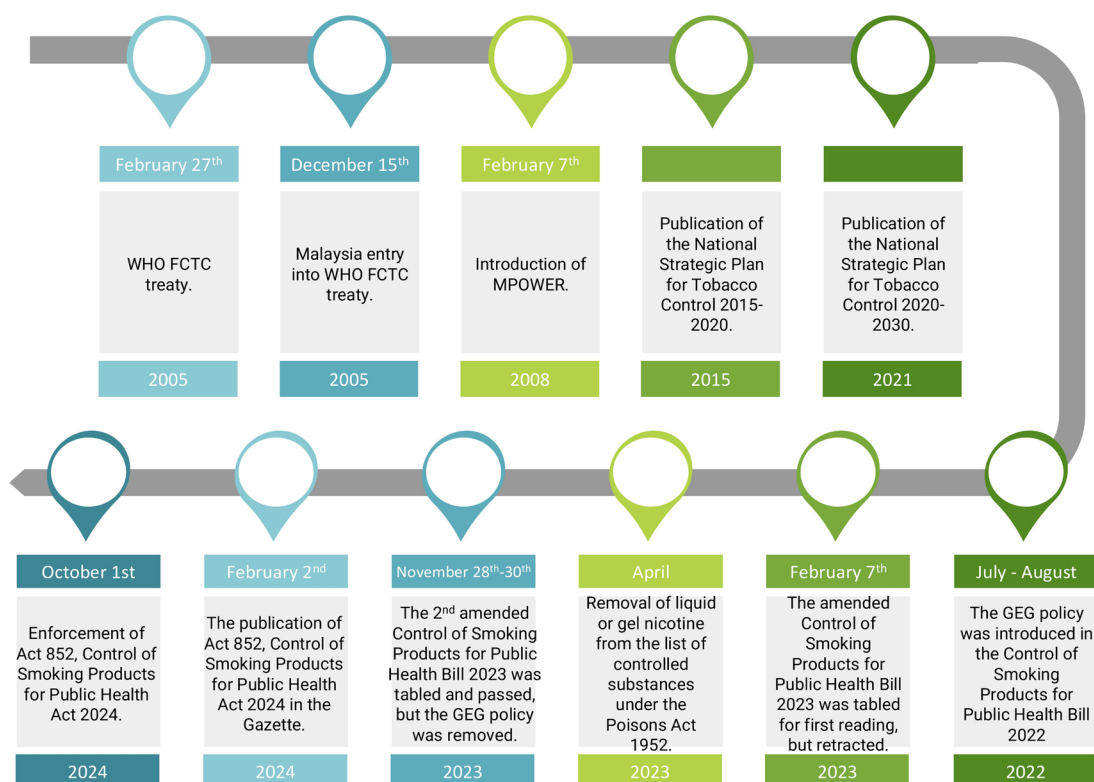 February 27th
WHO FCTC
treaty.
2005
December 15th
Malaysia entry
into WHO FCTC
treaty.
2005
February 7th
Introduction of
MPOWER.
2008
Publication of
the National
Strategic Plan
for Tobacco
Control 2015-
2020.
2015
Publication of
the National
Strategic Plan
for Tobacco
Control 2020-
2030.
2021
July - August
The GEG policy
was introduced in
the Control of
Smoking
Products for
Public Health Bill
2022
2022
February 7th
The amended
Control of
Smoking
Products for
Public Health Bill
2023 was tabled
for first reading,
but retracted.
2023
April
Removal of liquid
or gel nicotine
from the list of
controlled
substances
under the
Poisons Act
1952.
2023
November 28th-30th
The 2nd amended
Control of Smoking
Products for Public
Health Bill 2023 was
tabled and passed,
but the GEG policy
was removed.
2023
February 2nd
The publication of
Act 852, Control of
Smoking Products
for Public Health
Act 2024 in the
Gazette.
2024
October 1st
Enforcement of
Act 852, Control of
Smoking Products
for Public Health
Act 2024.
2024